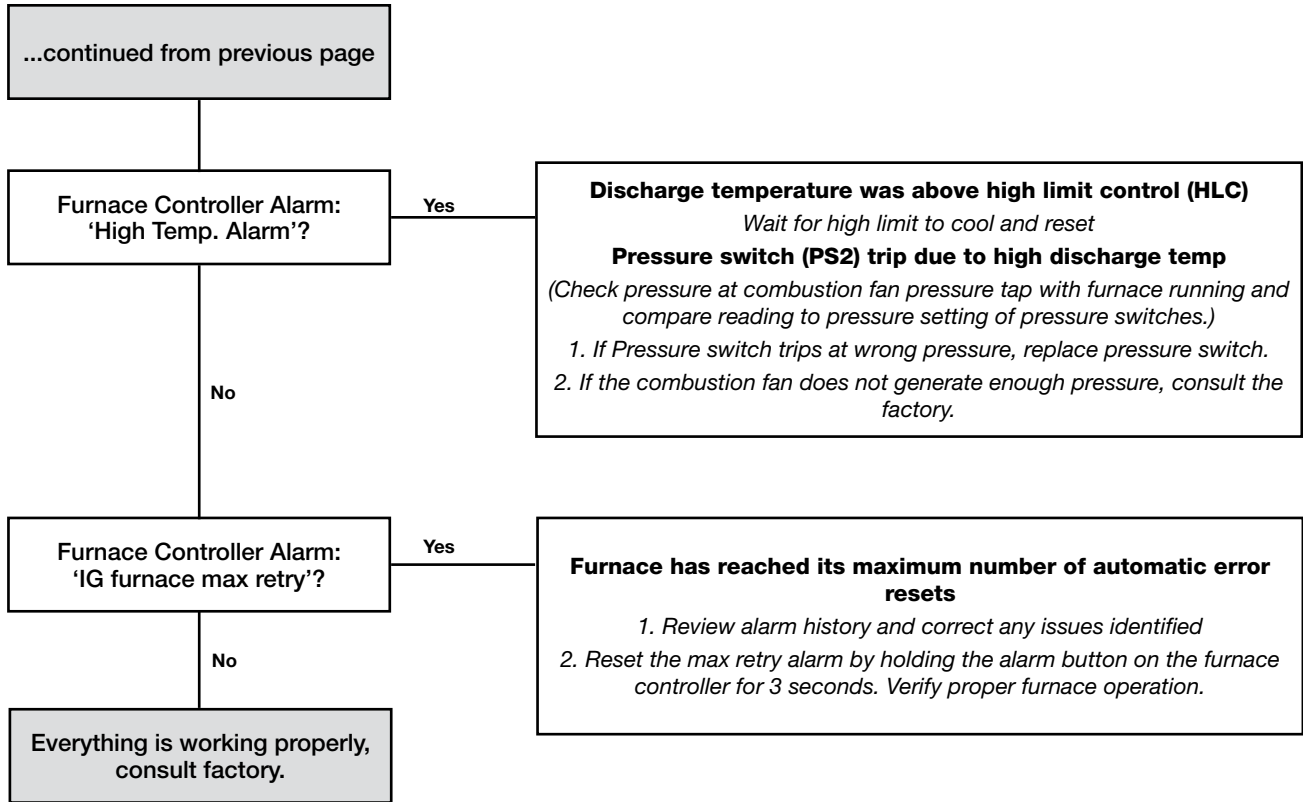 ...continued from previous page
Furnace Controller Alarm:
‘High Temp. Alarm’?
Yes
Discharge temperature was above high limit control (HLC)
Wait for high limit to cool and reset
Pressure switch (PS2) trip due to high discharge temp
(Check pressure at combustion fan pressure tap with furnace running and
compare reading to pressure setting of pressure switches.)
1. If Pressure switch trips at wrong pressure, replace pressure switch.
2. If the combustion fan does not generate enough pressure, consult the
factory.
No
Furnace Controller Alarm:
‘IG furnace max retry’?
Yes
Furnace has reached its maximum number of automatic error
resets
1. Review alarm history and correct any issues identified
2. Reset the max retry alarm by holding the alarm button on the furnace
controller for 3 seconds. Verify proper furnace operation.
No
Everything is working properly,
consult factory.